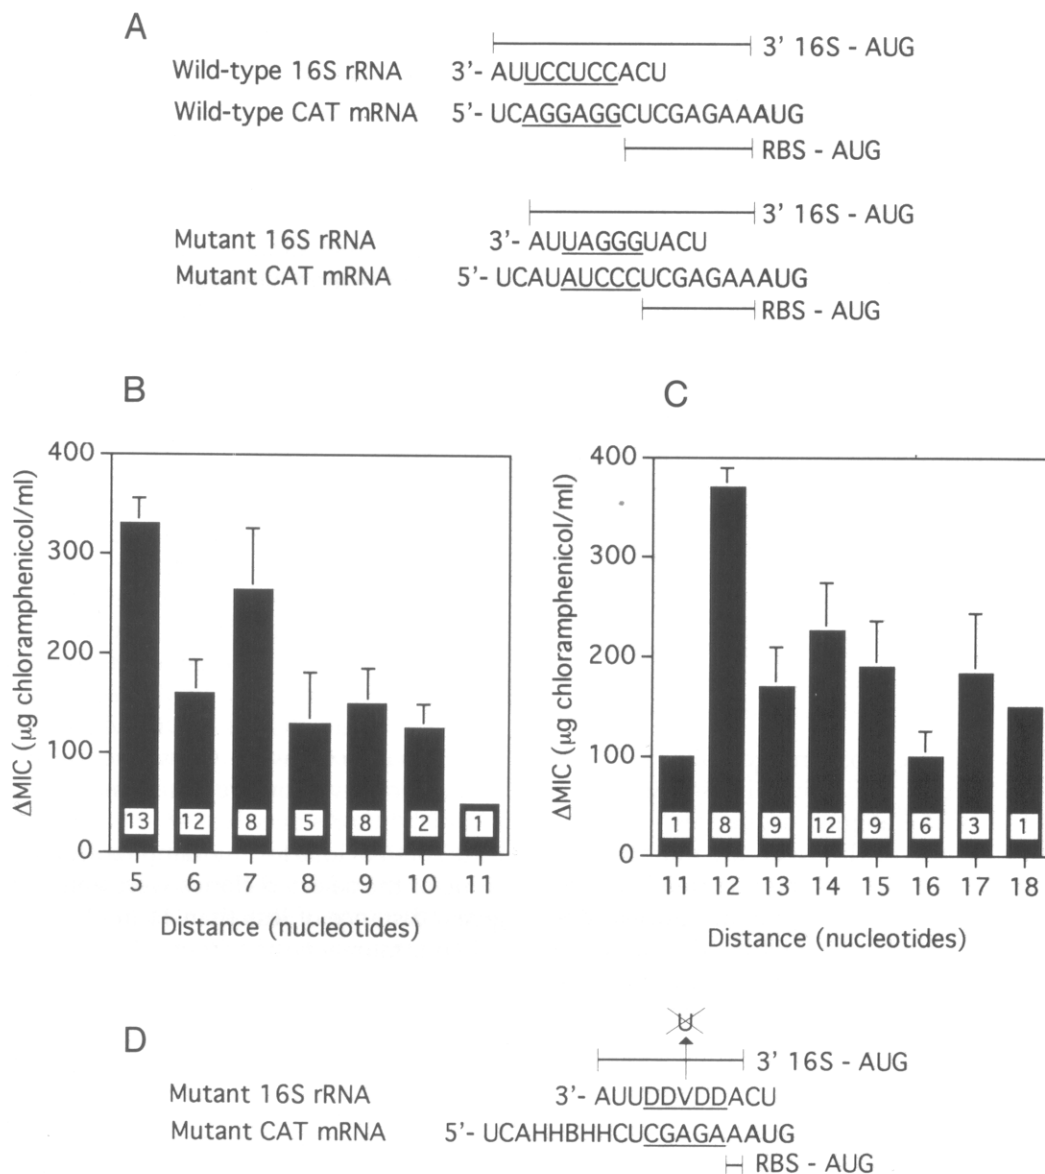 A
3' 16S - AUG
Wild-type 16S rRNA 3'- AUUCCUCCACU
Wild-type CAT mRNA 5'- UCAGGAGGCUCGAGAAAUG
RBS - AUG
3' 16S - AUG
Mutant 16S rRNA 3'- AUUAGGGUACU
Mutant CAT mRNA 5'- UCAUAUCCCUCGAGAAAUG
RBS - AUG
B
ΔMIC (μg chloramphenicol/ml)
400
300
200
100
0
13 12 8 5 8 2 1
5 6 7 8 9 10 11
Distance (nucleotides)
C
ΔMIC (μg chloramphenicol/ml)
400
300
200
100
0
1 8 9 12 9 6 3 1
11 12 13 14 15 16 17 18
Distance (nucleotides)
D
U
3' 16S - AUG
Mutant 16S rRNA 3'- AUUDDVDDACU
Mutant CAT mRNA 5'- UCAHHBHHCUCGAGAAAUG
RBS - AUG